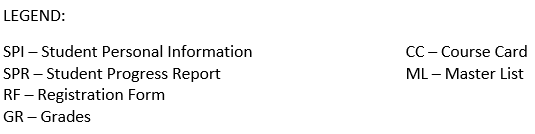 LEGEND:
SPI – Student Personal Information
SPR – Student Progress Report
RF – Registration Form
GR – Grades
CC – Course Card
ML – Master List